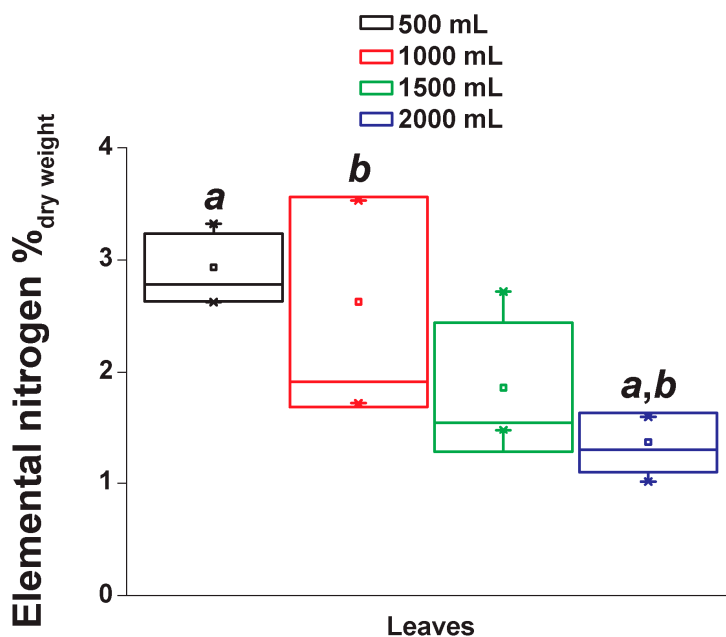 500 mL
1000 mL
1500 mL
2000 mL
Elemental nitrogen %dry weight
4
3
2
1
0
a
b
a,b
Leaves